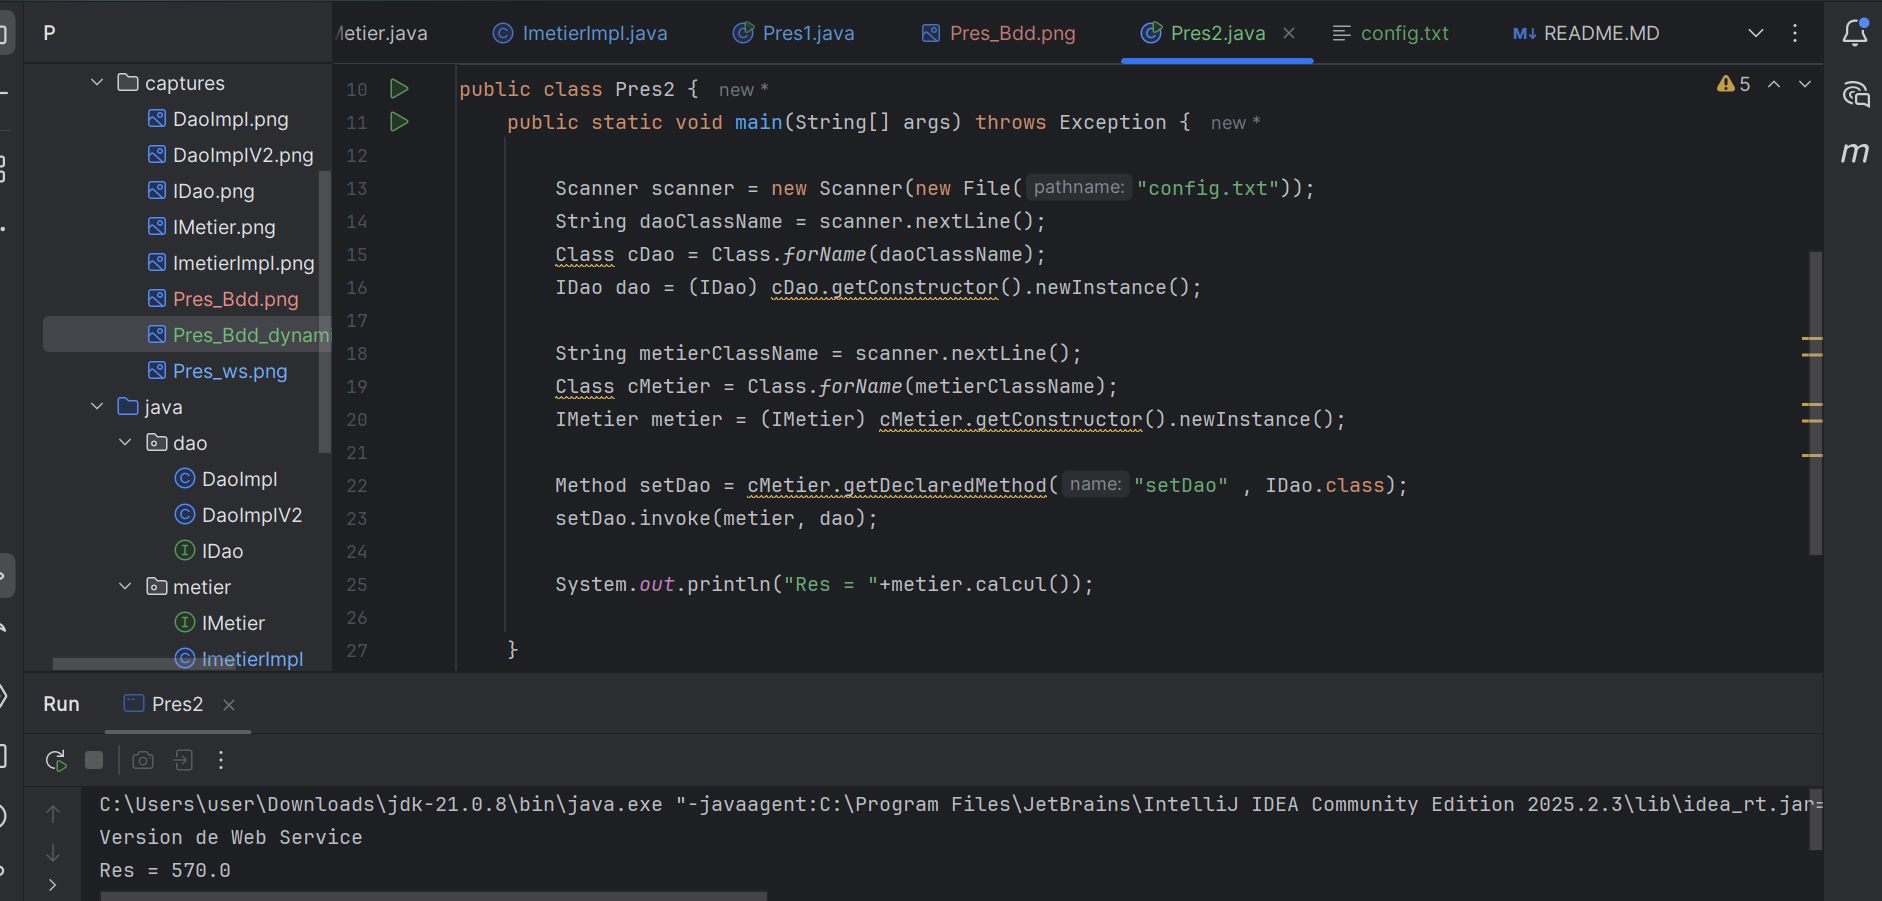 P
Metier.java ImetierImpl.java Pres1.java Pres_Bdd.png Pres2.java config.txt M↓ README.MD
captures
DaoImpl.png
DaoImplV2.png
IDao.png
IMetier.png
ImetierImpl.png
Pres_Bdd.png
Pres_Bdd_dynami
Pres_ws.png
java
dao
DaoImpl
DaoImplV2
IDao
metier
IMetier
ImetierImpl
5
m
10 public class Pres2 { new *
11 public static void main(String[] args) throws Exception { new *
12
13 Scanner scanner = new Scanner(new File( pathname: "config.txt"));
14 String daoClassName = scanner.nextLine();
15 Class cDao = Class.forName(daoClassName);
16 IDao dao = (IDao) cDao.getConstructor().newInstance();
17
18 String metierClassName = scanner.nextLine();
19 Class cMetier = Class.forName(metierClassName);
20 IMetier metier = (IMetier) cMetier.getConstructor().newInstance();
21
22 Method setDao = cMetier.getDeclaredMethod( name: "setDao" , IDao.class);
23 setDao.invoke(metier, dao);
24
25 System.out.println("Res = "+metier.calcul());
26
27 }
Run Pres2
C:\Users\user\Downloads\jdk-21.0.8\bin\java.exe "-javaagent:C:\Program Files\JetBrains\IntelliJ IDEA Community Edition 2025.2.3\lib\idea_rt.jar=
Version de Web Service
Res = 570.0